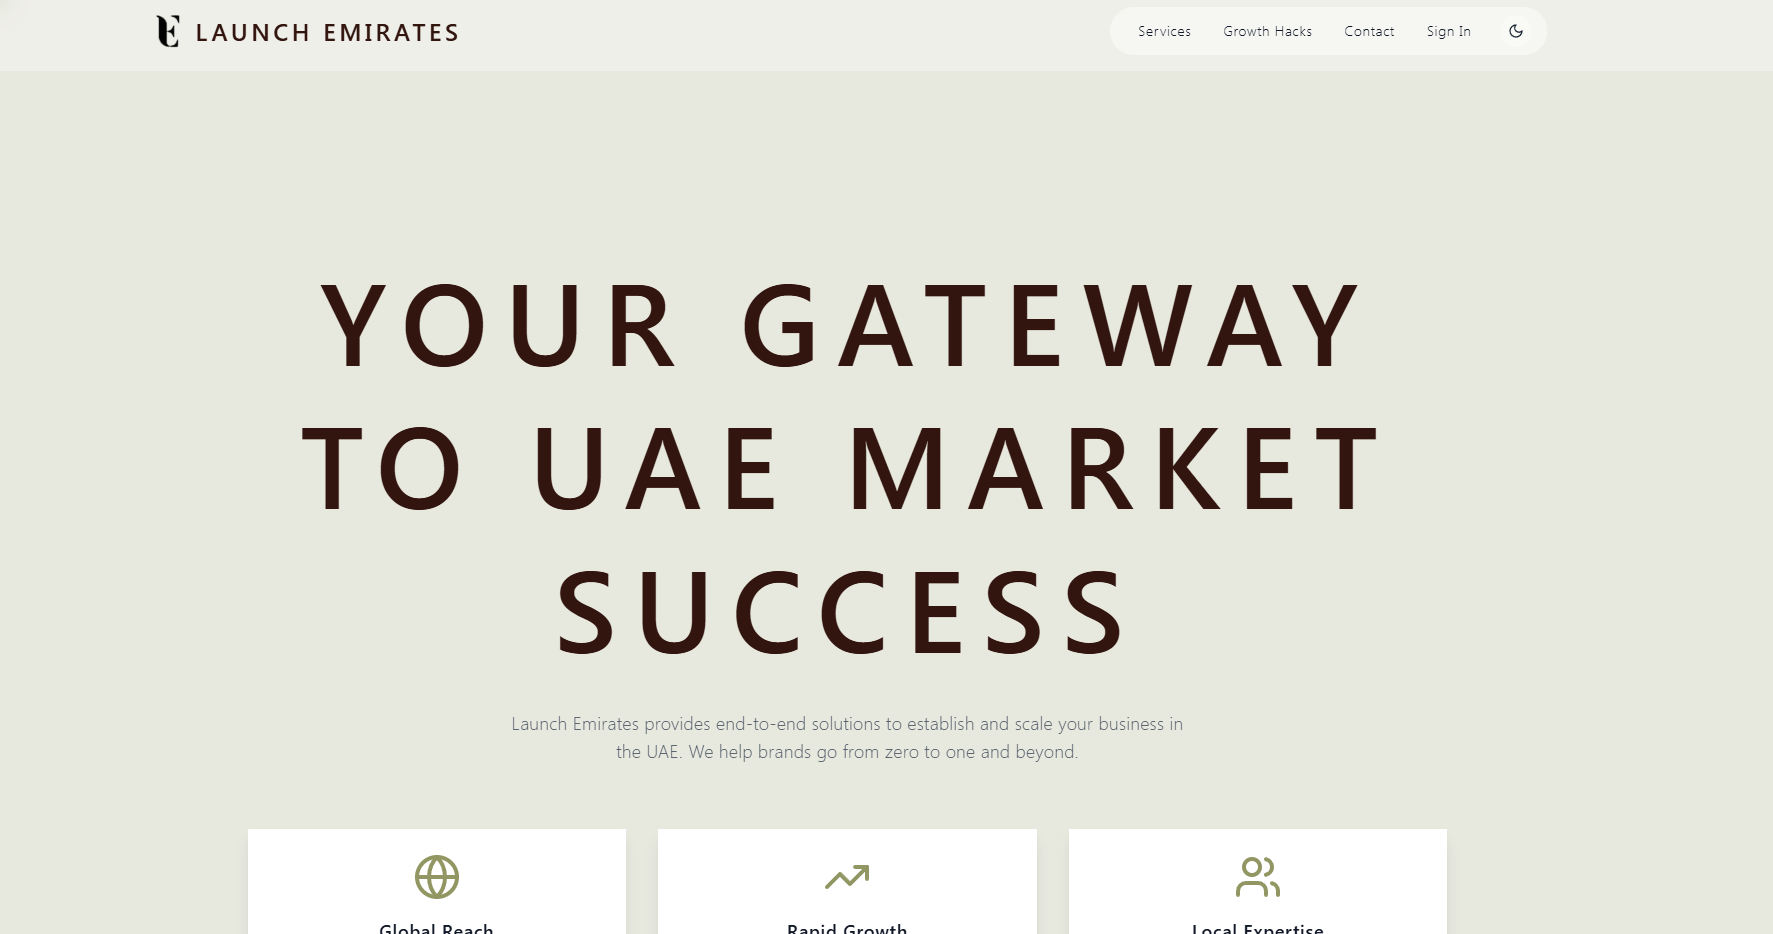 LAUNCH EMIRATES
Services Growth Hacks Contact Sign In
YOUR GATEWAY
TO UAE MARKET
SUCCESS
Launch Emirates provides end-to-end solutions to establish and scale your business in
the UAE. We help brands go from zero to one and beyond.
Global Reach Rapid Growth Local Expertise